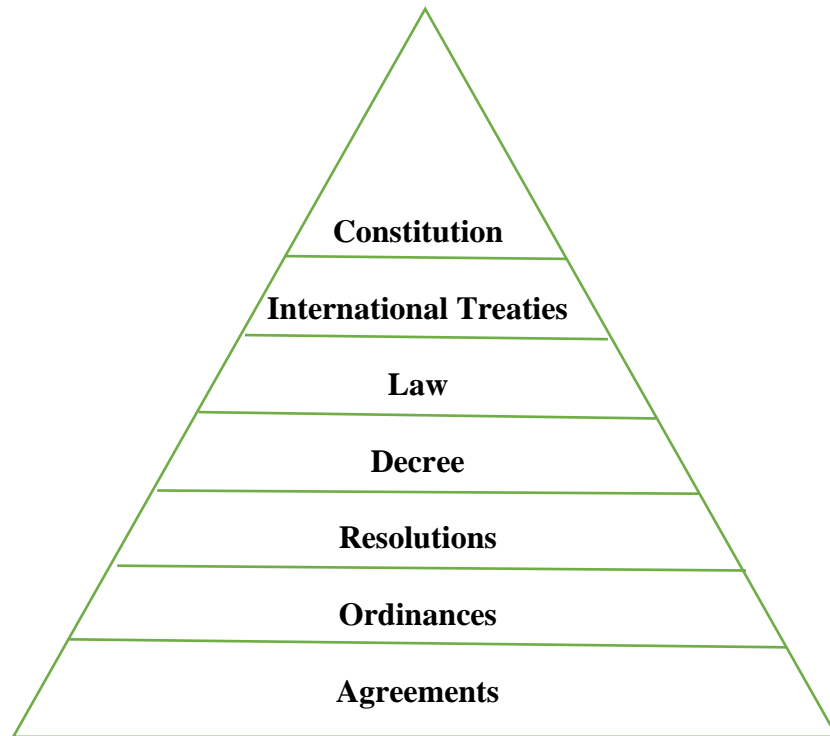 Constitution
International Treaties
Law
Decree
Resolutions
Ordinances
Agreements